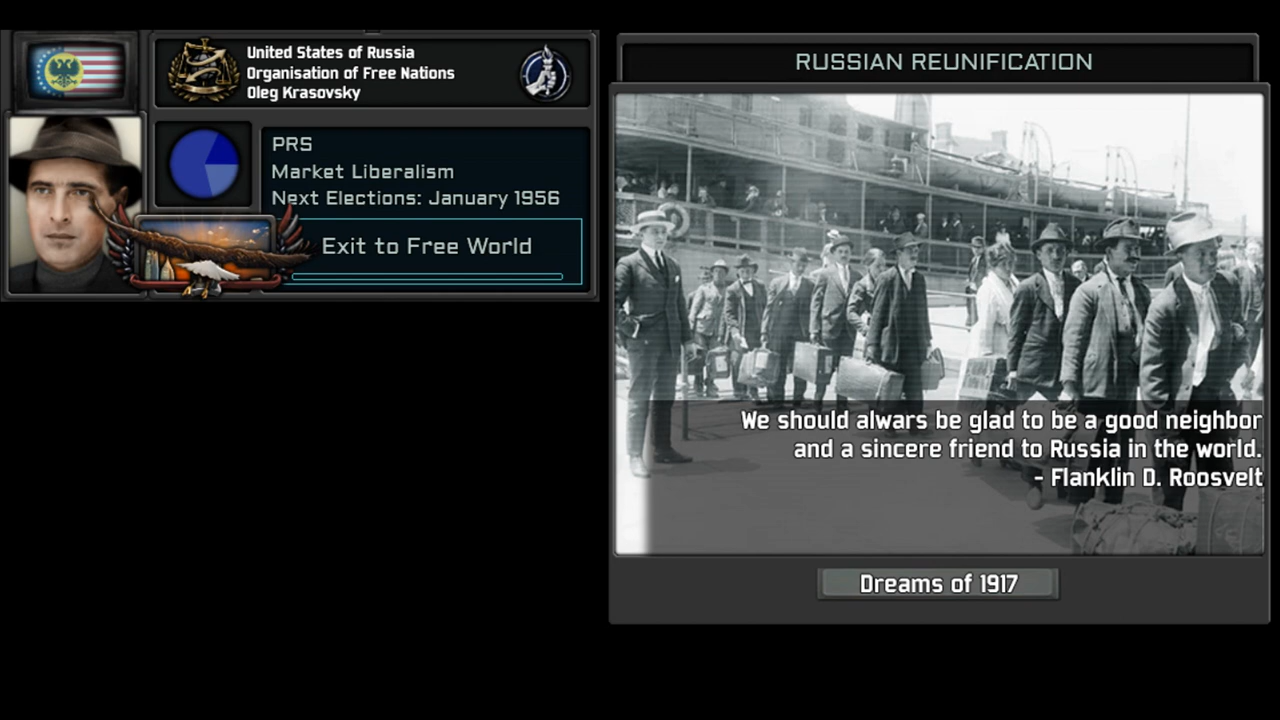 United States of Russia
Organisation of Free Nations
Oleg Krasovsky
PRS
Market Liberalism
Next Elections: January 1956
Exit to Free World
RUSSIAN REUNIFICATION
We should alwars be glad to be a good neighbor
and a sincere friend to Russia in the world.
- Flanklin D. Roosvelt
Dreams of 1917